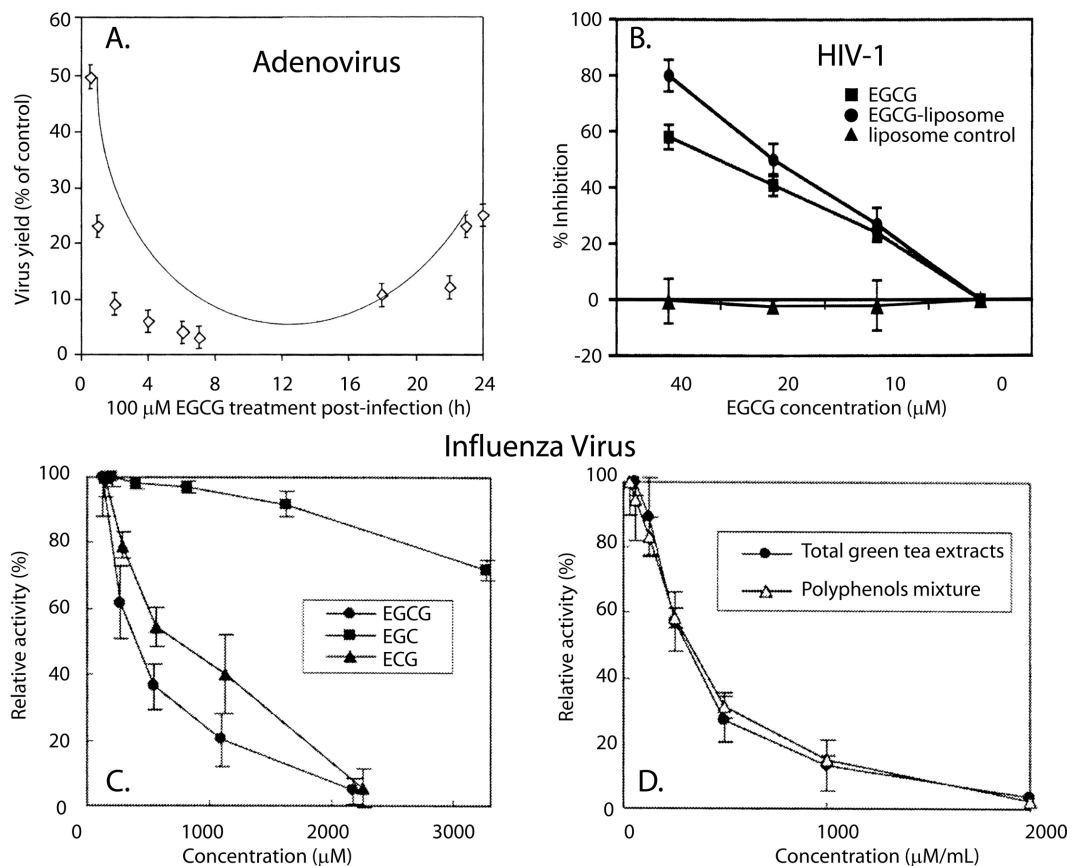 A.
Adenovirus
Virus yield (% of control)
60
50
40
30
20
10
0
0 4 8 12 16 20 24
100 μM EGCG treatment post-infection (h)
B.
HIV-1
EGCG
EGCG-liposome
liposome control
% Inhibition
100
80
60
40
20
0
-20
40 20 10 0
EGCG concentration (μM)
Influenza Virus
C.
Relative activity (%)
100
80
60
40
20
0
EGCG
EGC
ECG
0 1000 2000 3000
Concentration (μM)
D.
Relative activity (%)
100
80
60
40
20
0
Total green tea extracts
Polyphenols mixture
0 1000 2000
Concentration (μM/mL)